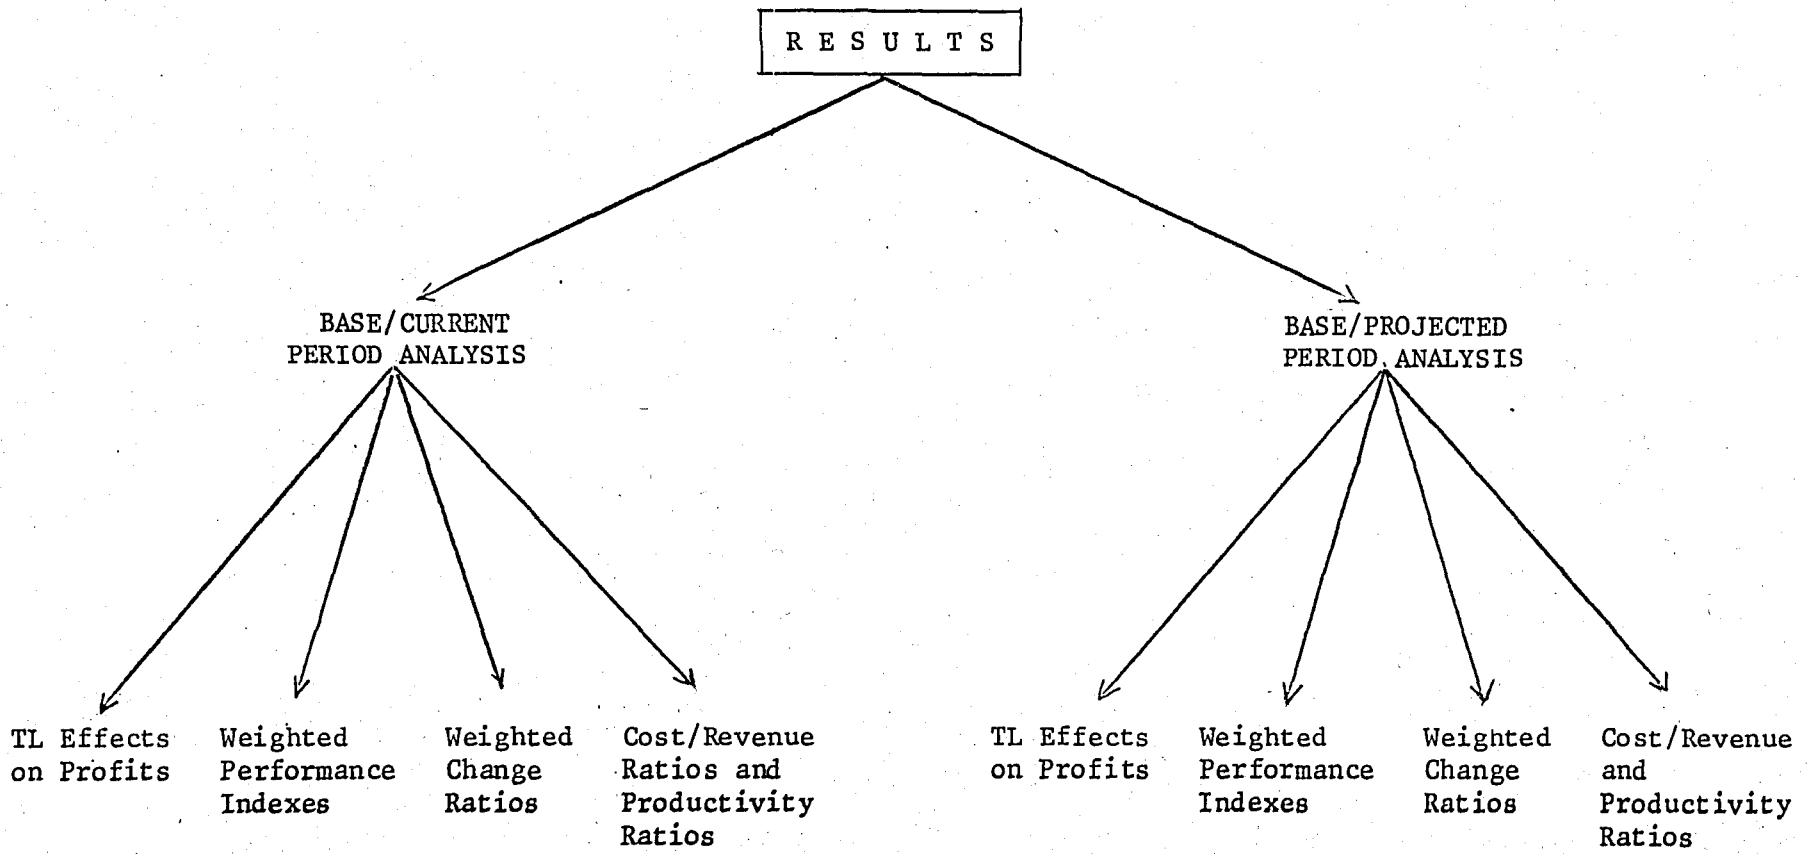 R E S U L T S
BASE/CURRENT
PERIOD ANALYSIS
BASE/PROJECTED
PERIOD ANALYSIS
TL Effects
on Profits
Weighted
Performance
Indexes
Weighted
Change
Ratios
Cost/Revenue
Ratios and
Productivity
Ratios
TL Effects
on Profits
Weighted
Performance
Indexes
Weighted
Change
Ratios
Cost/Revenue
and
Productivity
Ratios